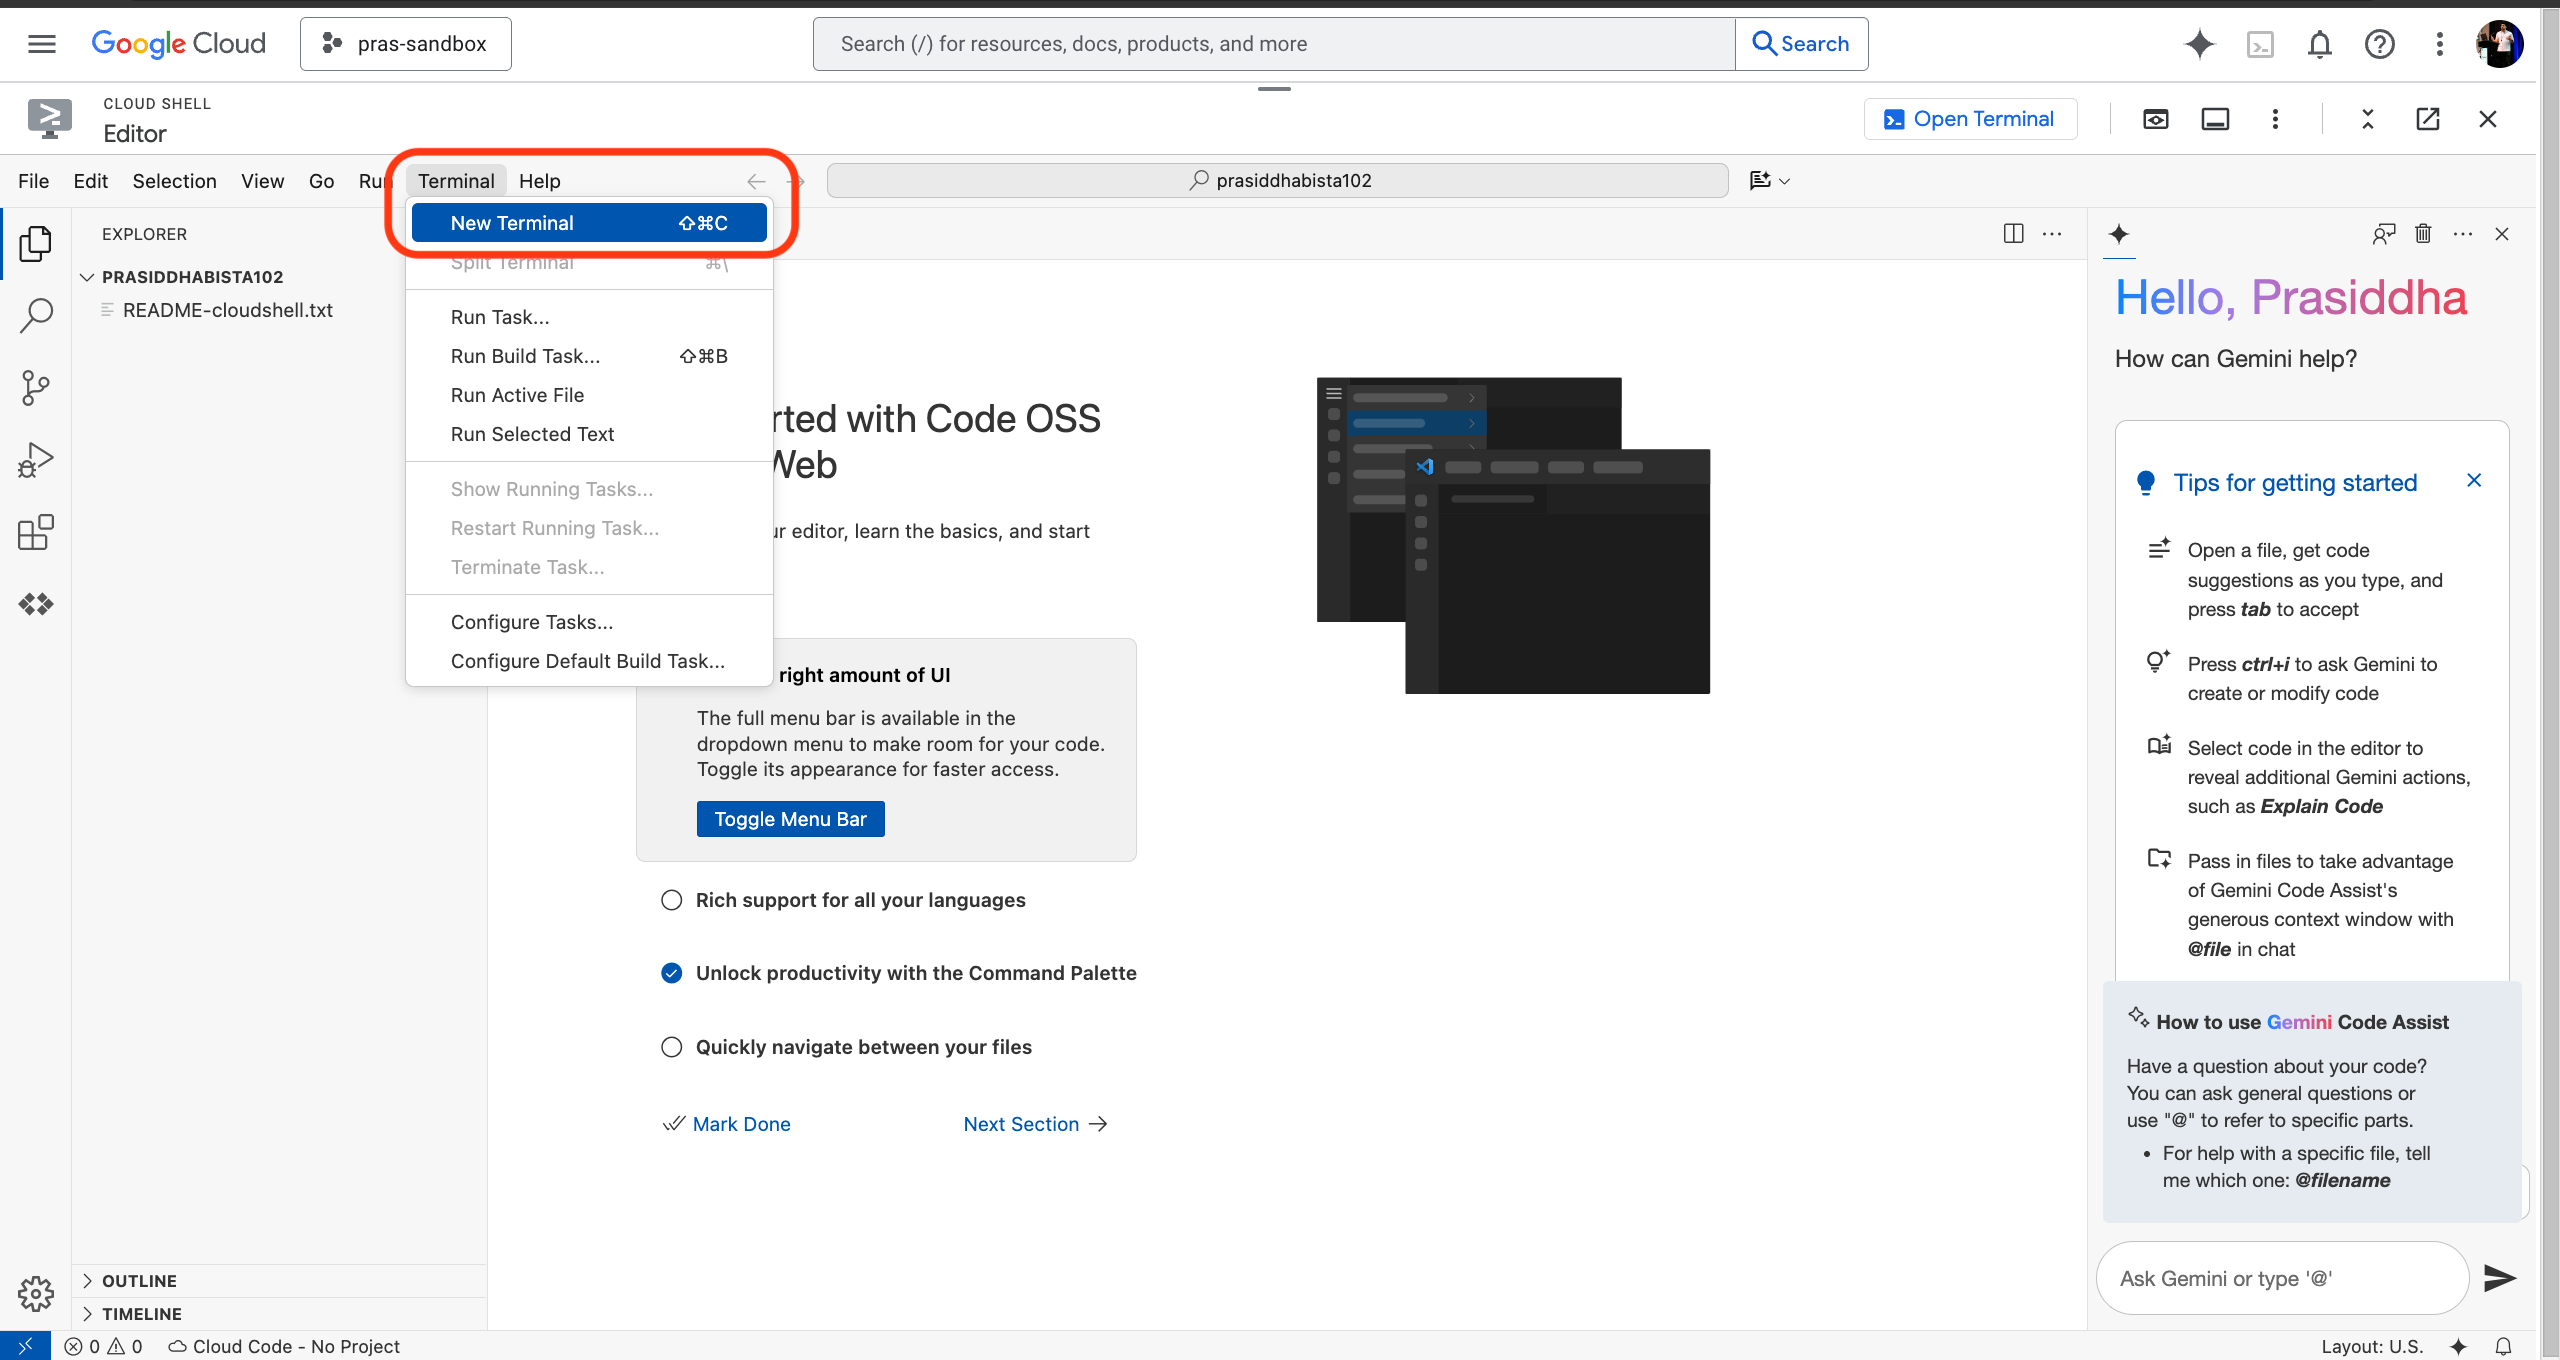 Google Cloud
pras-sandbox
Search (/) for resources, docs, products, and more
Search
CLOUD SHELL
Editor
Open Terminal
File Edit Selection View Go Run Terminal Help
prasiddhabista102
New Terminal ⇧⌘C
Split Terminal ⌘\
Run Task...
Run Build Task... ⇧⌘B
Run Active File
Run Selected Text
Show Running Tasks...
Restart Running Task...
Terminate Task...
Configure Tasks...
Configure Default Build Task...
EXPLORER
PRASIDDHABISTA102
README-cloudshell.txt
OUTLINE
TIMELINE
with Code OSS
Web
editor, learn the basics, and start
right amount of UI
The full menu bar is available in the
dropdown menu to make room for your code.
Toggle its appearance for faster access.
Toggle Menu Bar
Rich support for all your languages
Unlock productivity with the Command Palette
Quickly navigate between your files
Mark Done
Next Section
Hello, Prasiddha
How can Gemini help?
Tips for getting started
Open a file, get code
suggestions as you type, and
press tab to accept
Press ctrl+i to ask Gemini to
create or modify code
Select code in the editor to
reveal additional Gemini actions,
such as Explain Code
Pass in files to take advantage
of Gemini Code Assist's
generous context window with
@file in chat
How to use Gemini Code Assist
Have a question about your code?
You can ask general questions or
use "@" to refer to specific parts.
• For help with a specific file, tell
me which one: @filename
Ask Gemini or type '@'
0 0 Cloud Code - No Project
Layout: U.S.